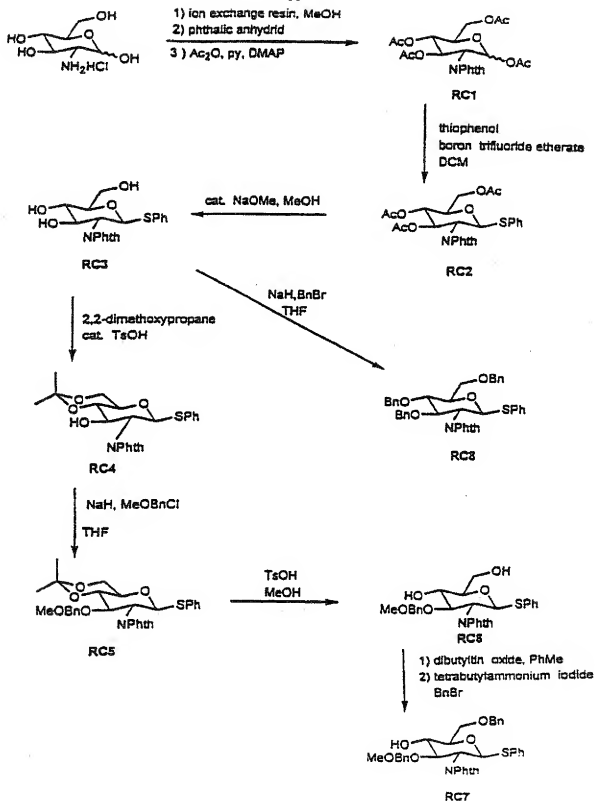 1) ion exchange resin, MeOH
2) phthalic anhydrid
3) Ac₂O, py, DMAP
OH
HO
HO
O
OH
NH₂HCl
OAc
AcO
AcO
O
OAc
NPhth
RC1
thiophenol
boron trifluoride etherate
DCM
OAc
AcO
AcO
O
SPh
NPhth
RC2
cat. NaOMe, MeOH
OH
HO
HO
O
SPh
NPhth
RC3
NaH,BnBr
THF
OBn
BnO
BnO
O
SPh
NPhth
RC8
2,2-dimethoxypropane
cat. TsOH
O
O
HO
O
SPh
NPhth
RC4
NaH, MeOBnCl
THF
O
O
MeOBnO
O
SPh
NPhth
RC5
TsOH
MeOH
OH
HO
MeOBnO
O
SPh
NPhth
RC6
1) dibutyltin oxide, PhMe
2) tetrabutylammonium iodide
BnBr
OBn
HO
MeOBnO
O
SPh
NPhth
RC7